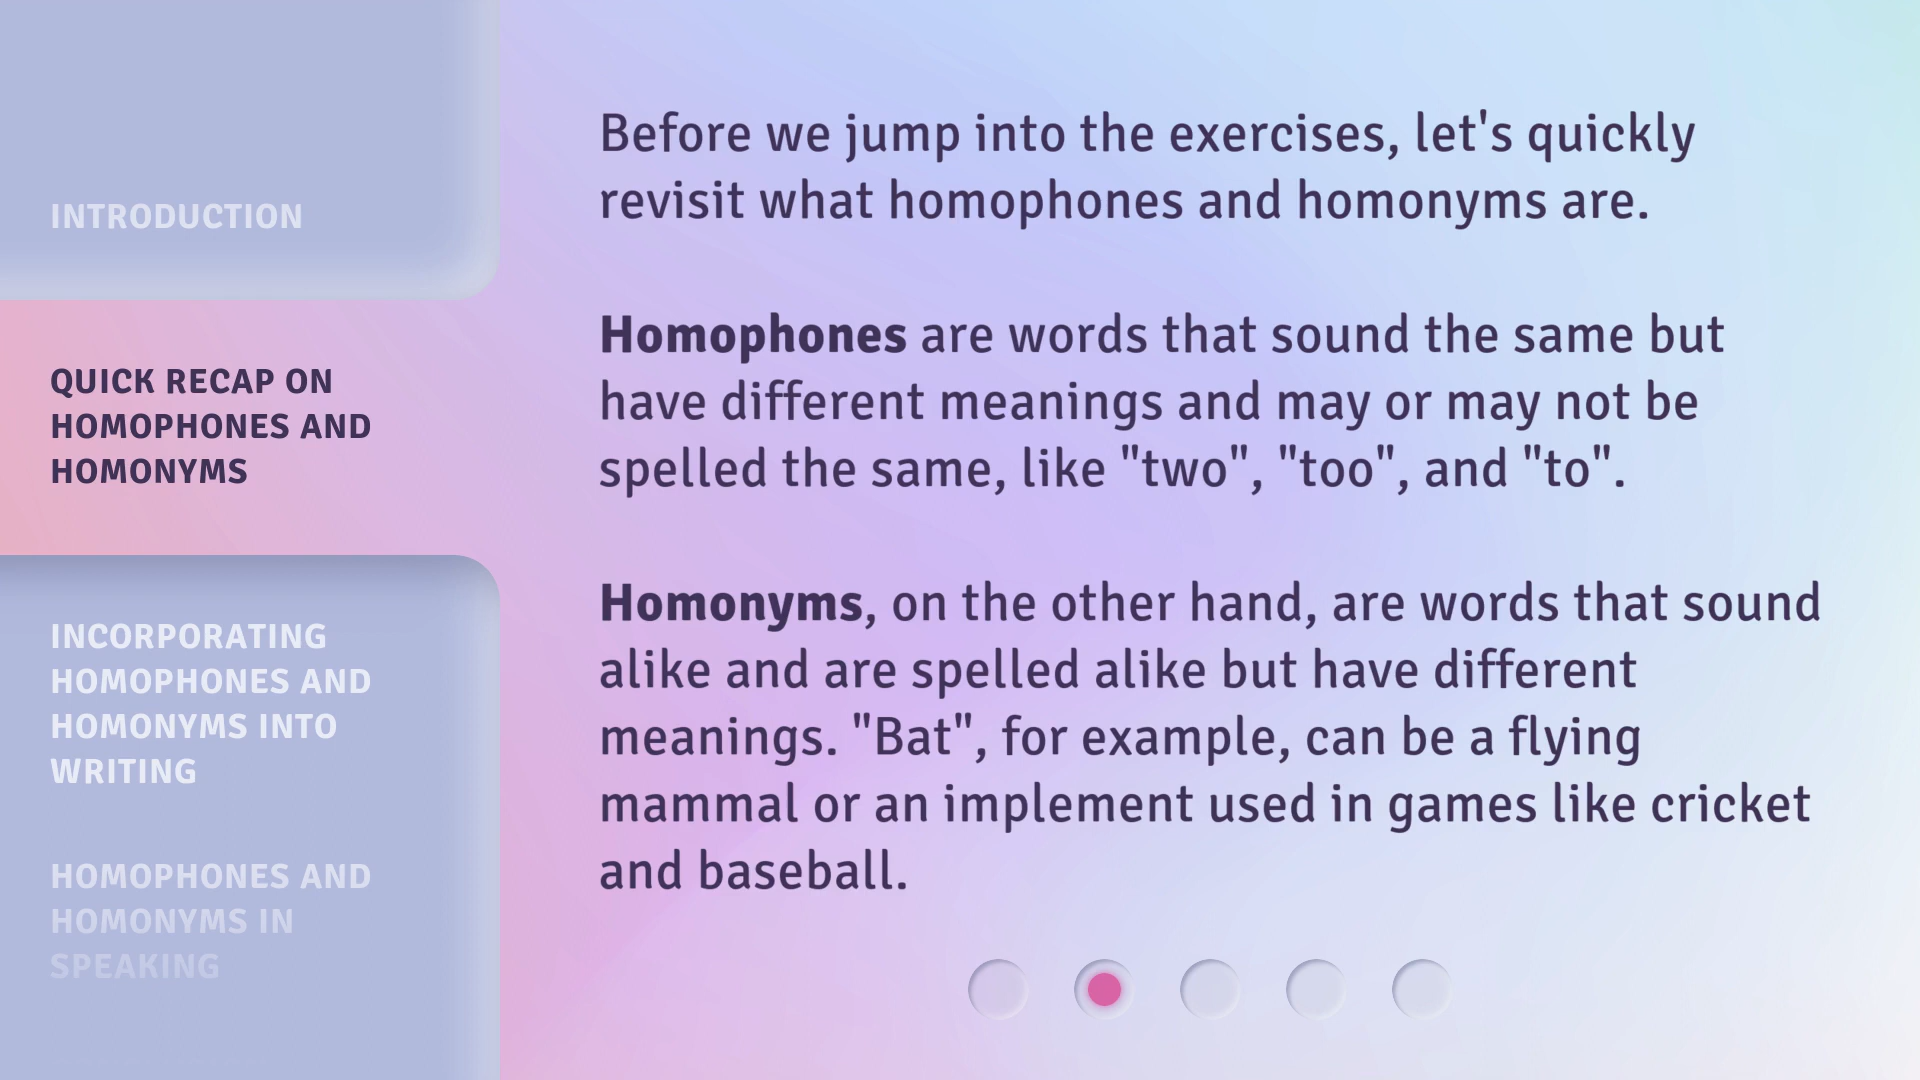 INTRODUCTION
QUICK RECAP ON
HOMOPHONES AND
HOMONYMS
INCORPORATING
HOMOPHONES AND
HOMONYMS INTO
WRITING
HOMOPHONES AND
HOMONYMS IN
SPEAKING
Before we jump into the exercises, let's quickly
revisit what homophones and homonyms are.
Homophones are words that sound the same but
have different meanings and may or may not be
spelled the same, like "two", "too", and "to".
Homonyms, on the other hand, are words that sound
alike and are spelled alike but have different
meanings. "Bat", for example, can be a flying
mammal or an implement used in games like cricket
and baseball.